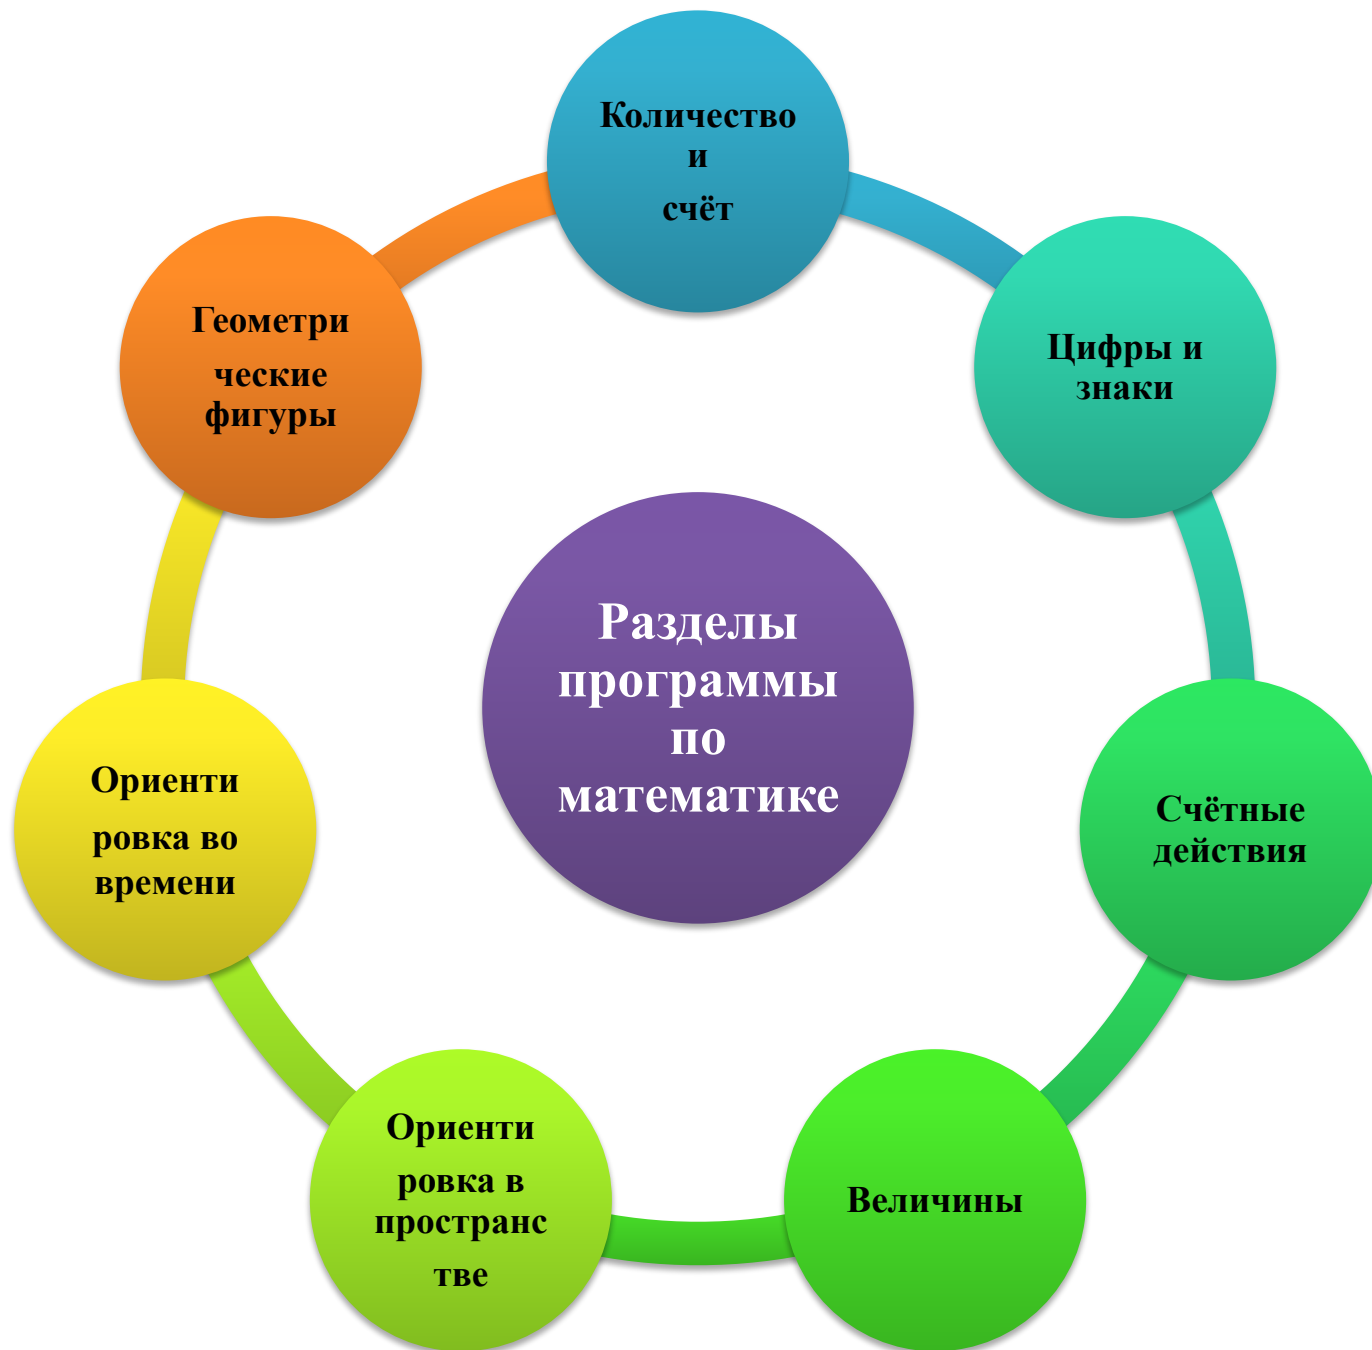 Количество
и
счёт
Цифры и
знаки
Счётные
действия
Величины
Ориенти
ровка в
пространс
тве
Ориенти
ровка во
времени
Геометри
ческие
фигуры
Разделы
программы
по
математике